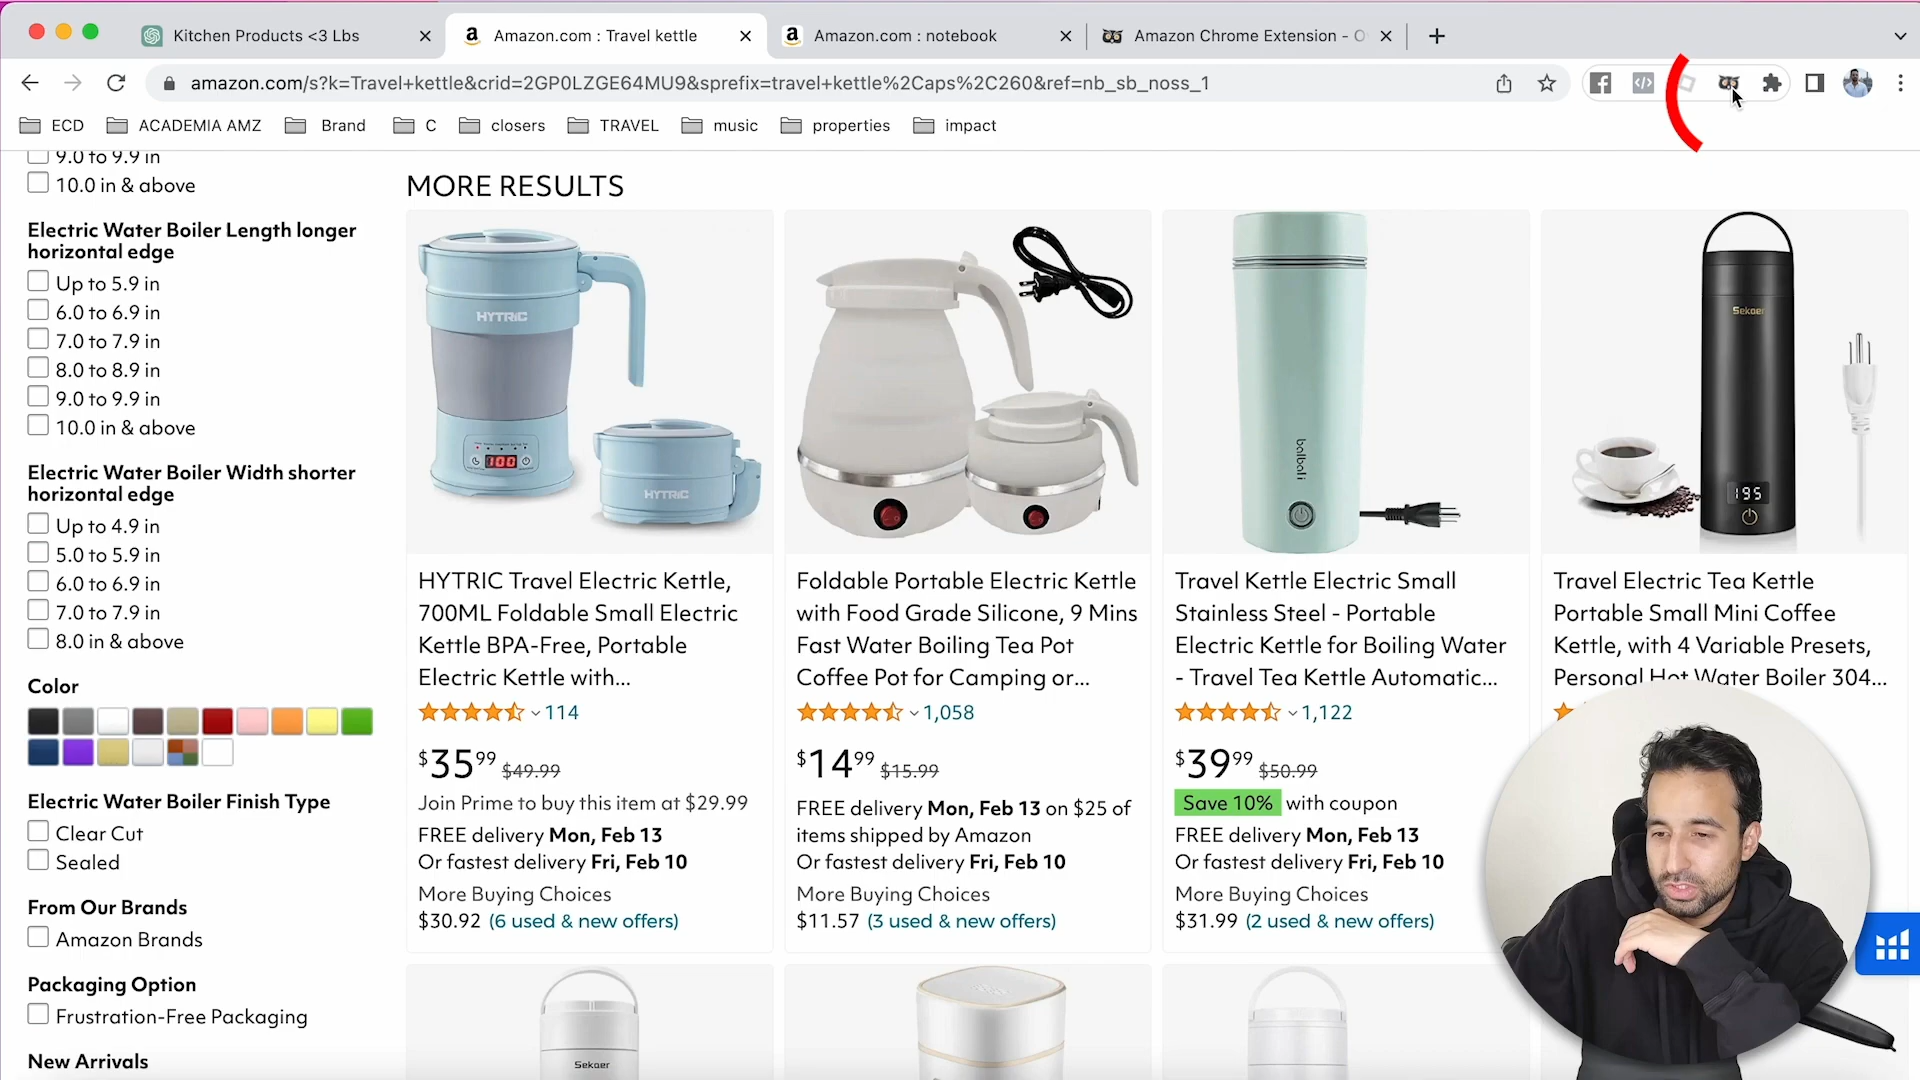 Kitchen Products <3 Lbs
Amazon.com : Travel kettle
Amazon.com : notebook
Amazon Chrome Extension - O
amazon.com/s?k=Travel+kettle&crid=2GP0LZGE64MU9&sprefix=travel+kettle%2Caps%2C260&ref=nb_sb_noss_1
ECD
ACADEMIA AMZ
Brand
C
closers
TRAVEL
music
properties
impact
9.0 to 9.9 in
10.0 in & above
Electric Water Boiler Length longer
horizontal edge
Up to 5.9 in
6.0 to 6.9 in
7.0 to 7.9 in
8.0 to 8.9 in
9.0 to 9.9 in
10.0 in & above
Electric Water Boiler Width shorter
horizontal edge
Up to 4.9 in
5.0 to 5.9 in
6.0 to 6.9 in
7.0 to 7.9 in
8.0 in & above
Color
Electric Water Boiler Finish Type
Clear Cut
Sealed
From Our Brands
Amazon Brands
Packaging Option
Frustration-Free Packaging
New Arrivals
MORE RESULTS
HYTRIC
100
HYTRIC
HYTRIC Travel Electric Kettle,
700ML Foldable Small Electric
Kettle BPA-Free, Portable
Electric Kettle with...
114
$35.99 $49.99
Join Prime to buy this item at $29.99
FREE delivery Mon, Feb 13
Or fastest delivery Fri, Feb 10
More Buying Choices
$30.92 (6 used & new offers)
Foldable Portable Electric Kettle
with Food Grade Silicone, 9 Mins
Fast Water Boiling Tea Pot
Coffee Pot for Camping or...
1,058
$14.99 $15.99
FREE delivery Mon, Feb 13 on $25 of
items shipped by Amazon
Or fastest delivery Fri, Feb 10
More Buying Choices
$11.57 (3 used & new offers)
balbali
Travel Kettle Electric Small
Stainless Steel - Portable
Electric Kettle for Boiling Water
- Travel Tea Kettle Automatic...
1,122
$39.99 $50.99
Save 10% with coupon
FREE delivery Mon, Feb 13
Or fastest delivery Fri, Feb 10
More Buying Choices
$31.99 (2 used & new offers)
Sekaer
195
Travel Electric Tea Kettle
Portable Small Mini Coffee
Kettle, with 4 Variable Presets,
Personal Hot Water Boiler 304...
Sekaer